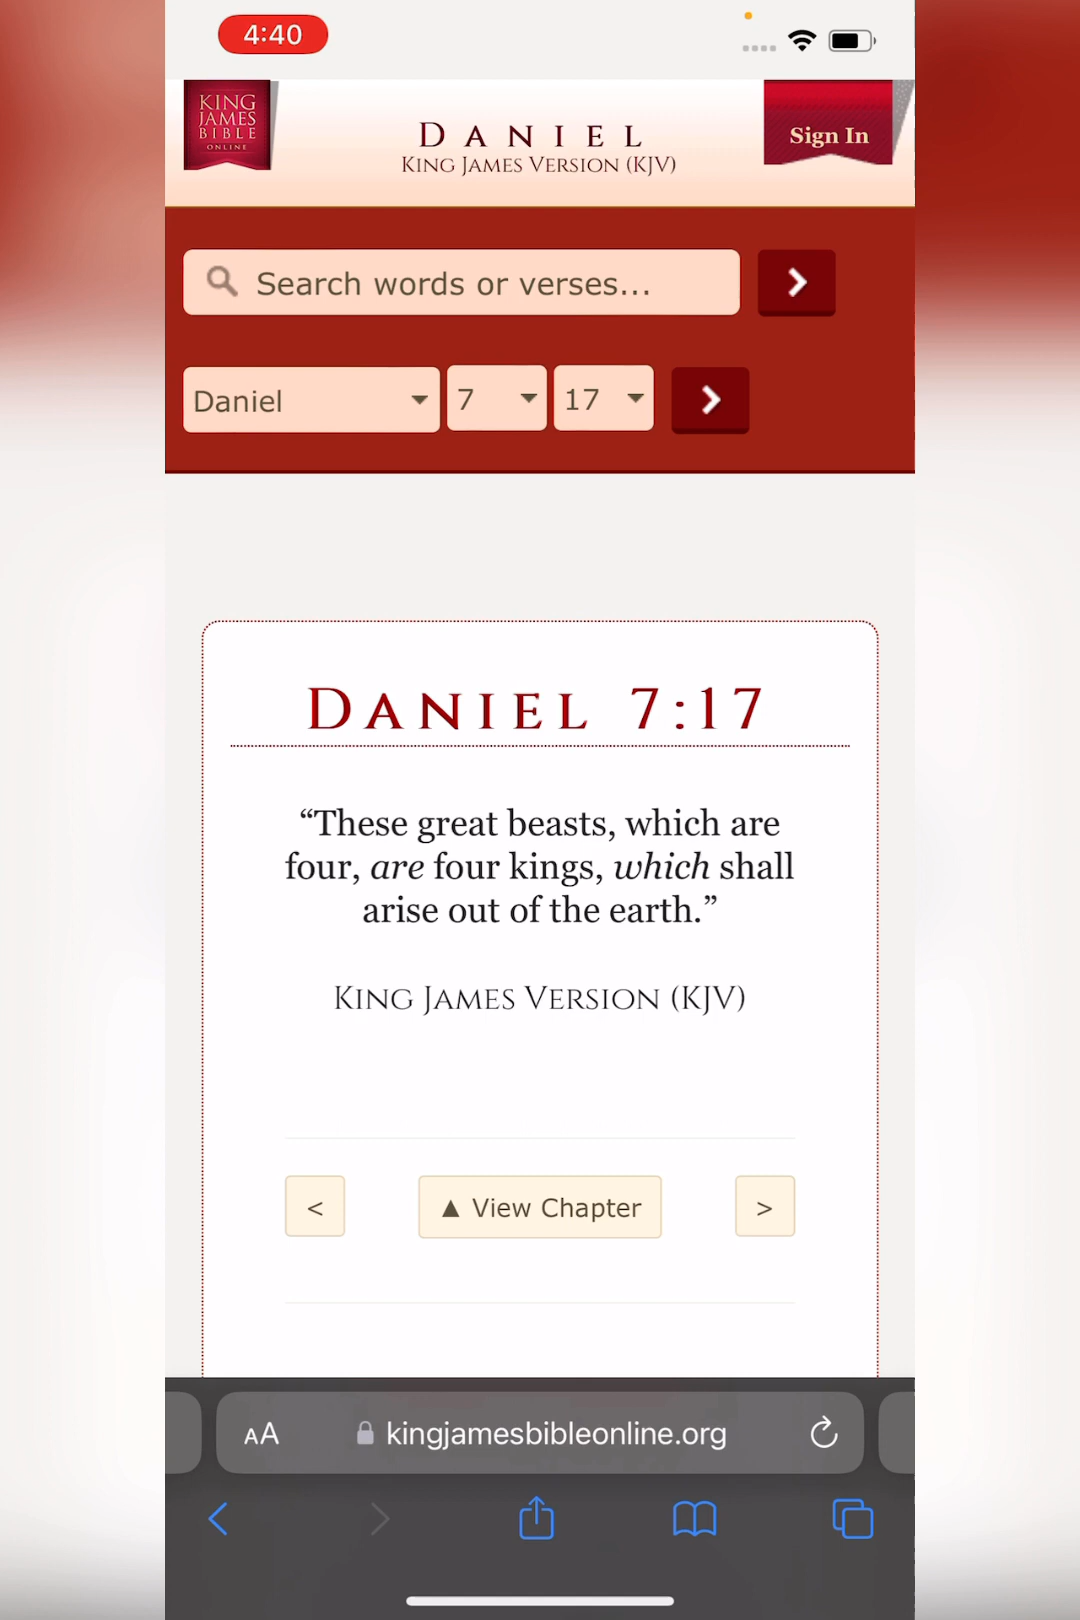 4:40
KING
JAMES
BIBLE
ONLINE
DANIEL
KING JAMES VERSION (KJV)
Sign In
Search words or verses...
Daniel
7
17
DANIEL 7:17
“These great beasts, which are
four, are four kings, which shall
arise out of the earth.”
KING JAMES VERSION (KJV)
<
▲ View Chapter
>
AA
kingjamesbibleonline.org